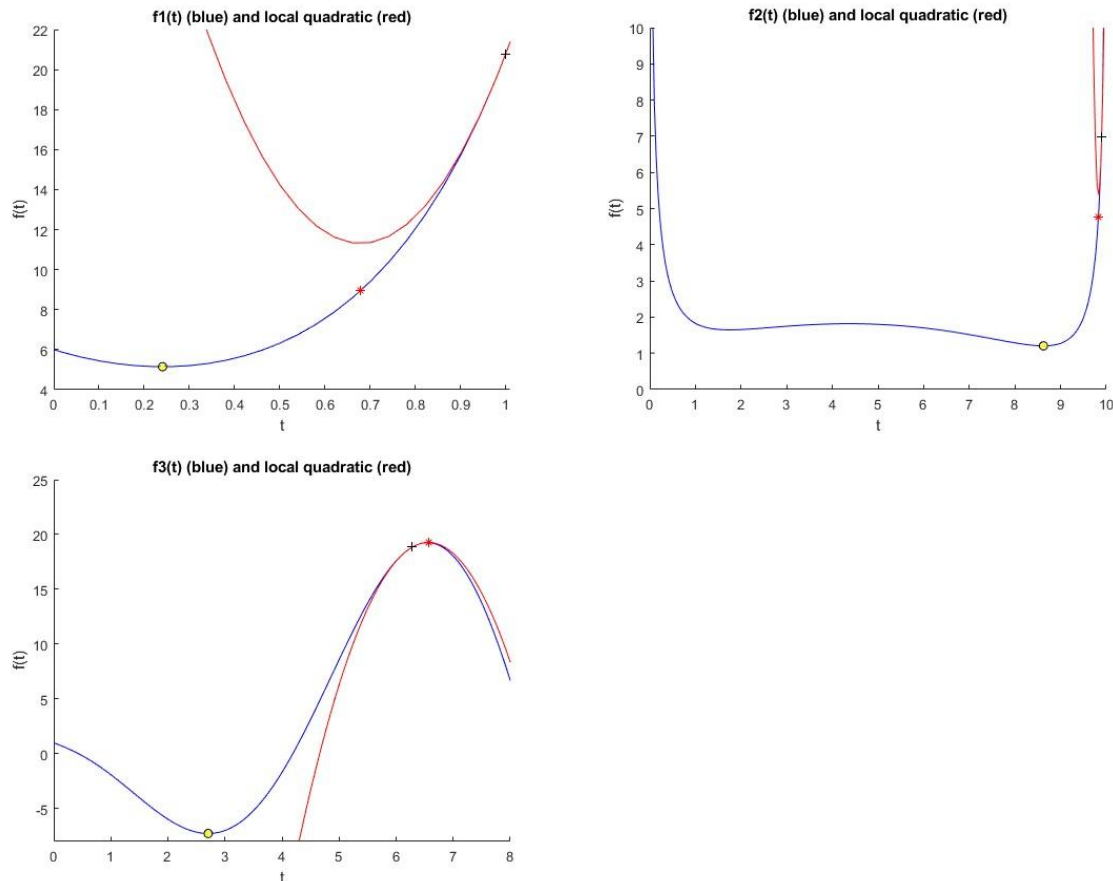 f1(t) (blue) and local quadratic (red)
22
20
18
16
14
12
10
8
6
4
f(t)
0 0.1 0.2 0.3 0.4 0.5 0.6 0.7 0.8 0.9 1
t
f2(t) (blue) and local quadratic (red)
10
9
8
7
6
5
4
3
2
1
0
f(t)
0 1 2 3 4 5 6 7 8 9 10
t
f3(t) (blue) and local quadratic (red)
25
20
15
10
5
0
-5
f(t)
0 1 2 3 4 5 6 7 8
t